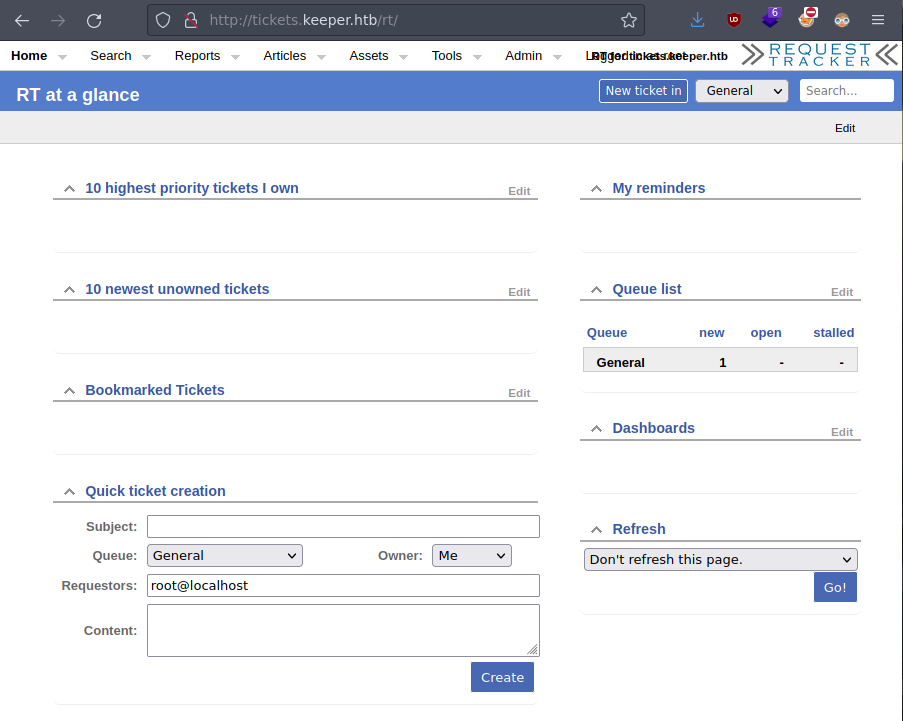 http://tickets.keeper.htb/rt/
UD
6
Home Search Reports Articles Assets Tools Admin Logged in as root RT for tickets.keeper.htb REQUEST TRACKER
RT at a glance New ticket in General Search...
Edit
10 highest priority tickets I own Edit
My reminders
10 newest unowned tickets Edit
Queue list Edit
Queue new open stalled
General 1 - -
Bookmarked Tickets Edit
Dashboards Edit
Quick ticket creation
Subject:
Queue: General Owner: Me
Requestors: root@localhost
Content:
Create
Refresh
Don't refresh this page.
Go!